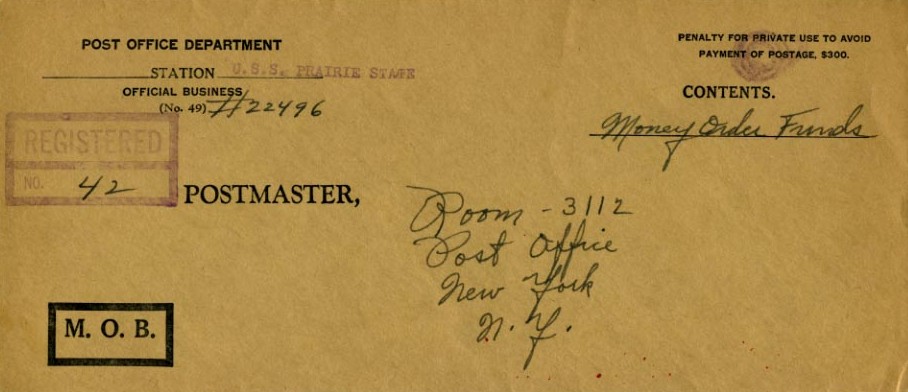 POST OFFICE DEPARTMENT
STATION U.S.S. PRAIRIE STATE
OFFICIAL BUSINESS
(No. 49) #22496
PENALTY FOR PRIVATE USE TO AVOID
PAYMENT OF POSTAGE, $300.
CONTENTS.
Money Order Funds
REGISTERED
NO. 42
POSTMASTER,
Room - 3112
Post Office
New York
N. Y.
M. O. B.